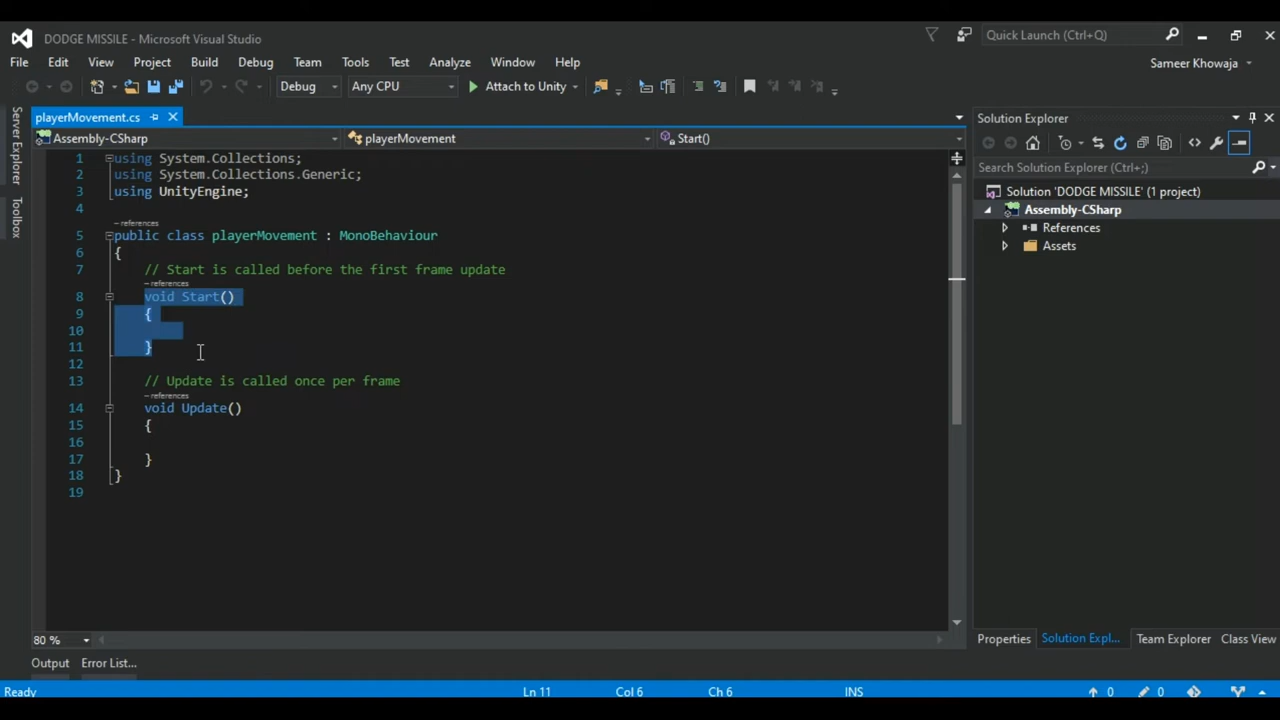 DODGE MISSILE - Microsoft Visual Studio
Quick Launch (Ctrl+Q)
File Edit View Project Build Debug Team Tools Test Analyze Window Help
Sameer Khowaja
Debug Any CPU Attach to Unity
Server Explorer
Toolbox
playerMovement.cs
Assembly-CSharp playerMovement Start()
1 using System.Collections;
2 using System.Collections.Generic;
3 using UnityEngine;
4
– references
5 public class playerMovement : MonoBehaviour
6 {
7 // Start is called before the first frame update
– references
8 void Start()
9 {
10
11 }
12
13 // Update is called once per frame
– references
14 void Update()
15 {
16
17 }
18 }
19
80 %
Solution Explorer
Search Solution Explorer (Ctrl+;)
Solution 'DODGE MISSILE' (1 project)
Assembly-CSharp
References
Assets
Properties Solution Expl... Team Explorer Class View
Output Error List...
Ready Ln 11 Col 6 Ch 6 INS 0 0